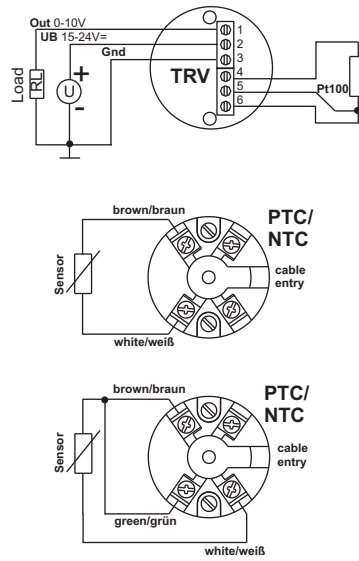 Out 0-10V
UB 15-24V=
Gnd
1
2
3
4
5
6
TRV
Pt100
Load
RL
U
+
-
brown/braun
PTC/
NTC
Sensor
cable
entry
white/weiß
brown/braun
PTC/
NTC
Sensor
cable
entry
green/grün
white/weiß